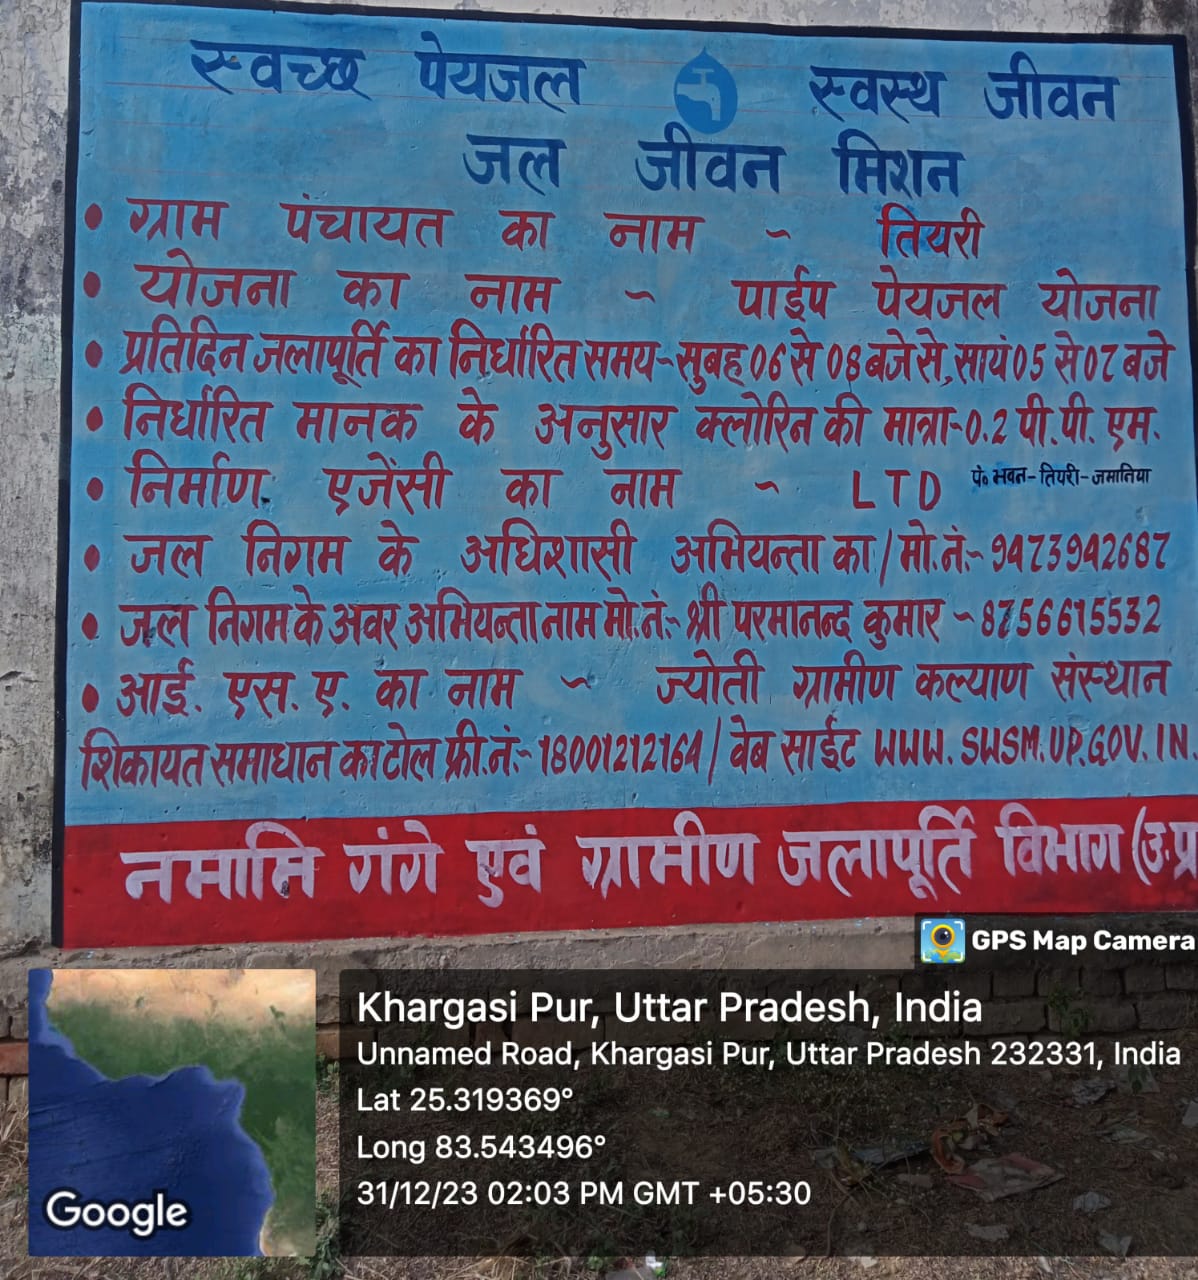 स्वच्छ पेयजल स्वस्थ जीवन
जल जीवन मिशन
• ग्राम पंचायत का नाम ~ तियरी
• योजना का नाम ~ पाईप पेयजल योजना
• प्रतिदिन जलापूर्ति का निर्धारित समय-सुबह 06 से 08 बजे से, सायं 05 से 07 बजे
• निर्धारित मानक के अनुसार क्लोरिन की मात्रा-0.2 पी.पी. एम.
• निर्माण एजेंसी का नाम ~ LTD पं० भवन-तियरी-जमानिया
• जल निगम के अधिशासी अभियन्ता का/मो.नं:-9473942687
• जल निगम के अवर अभियन्ता नाम मो.नं:-श्री परमानन्द कुमार ~8756615532
• आई. एस. ए. का नाम ~ ज्योती ग्रामीण कल्याण संस्थान
शिकायत समाधान का टोल फ्री.नं:-18001212164/ वेब साईट WWW.SWSM.UP.GOV.IN.
नमामि गंगे एवं ग्रामीण जलापूर्ति विभाग (उ.प्र
GPS Map Camera
Khargasi Pur, Uttar Pradesh, India
Unnamed Road, Khargasi Pur, Uttar Pradesh 232331, India
Lat 25.319369°
Long 83.543496°
31/12/23 02:03 PM GMT +05:30
Google